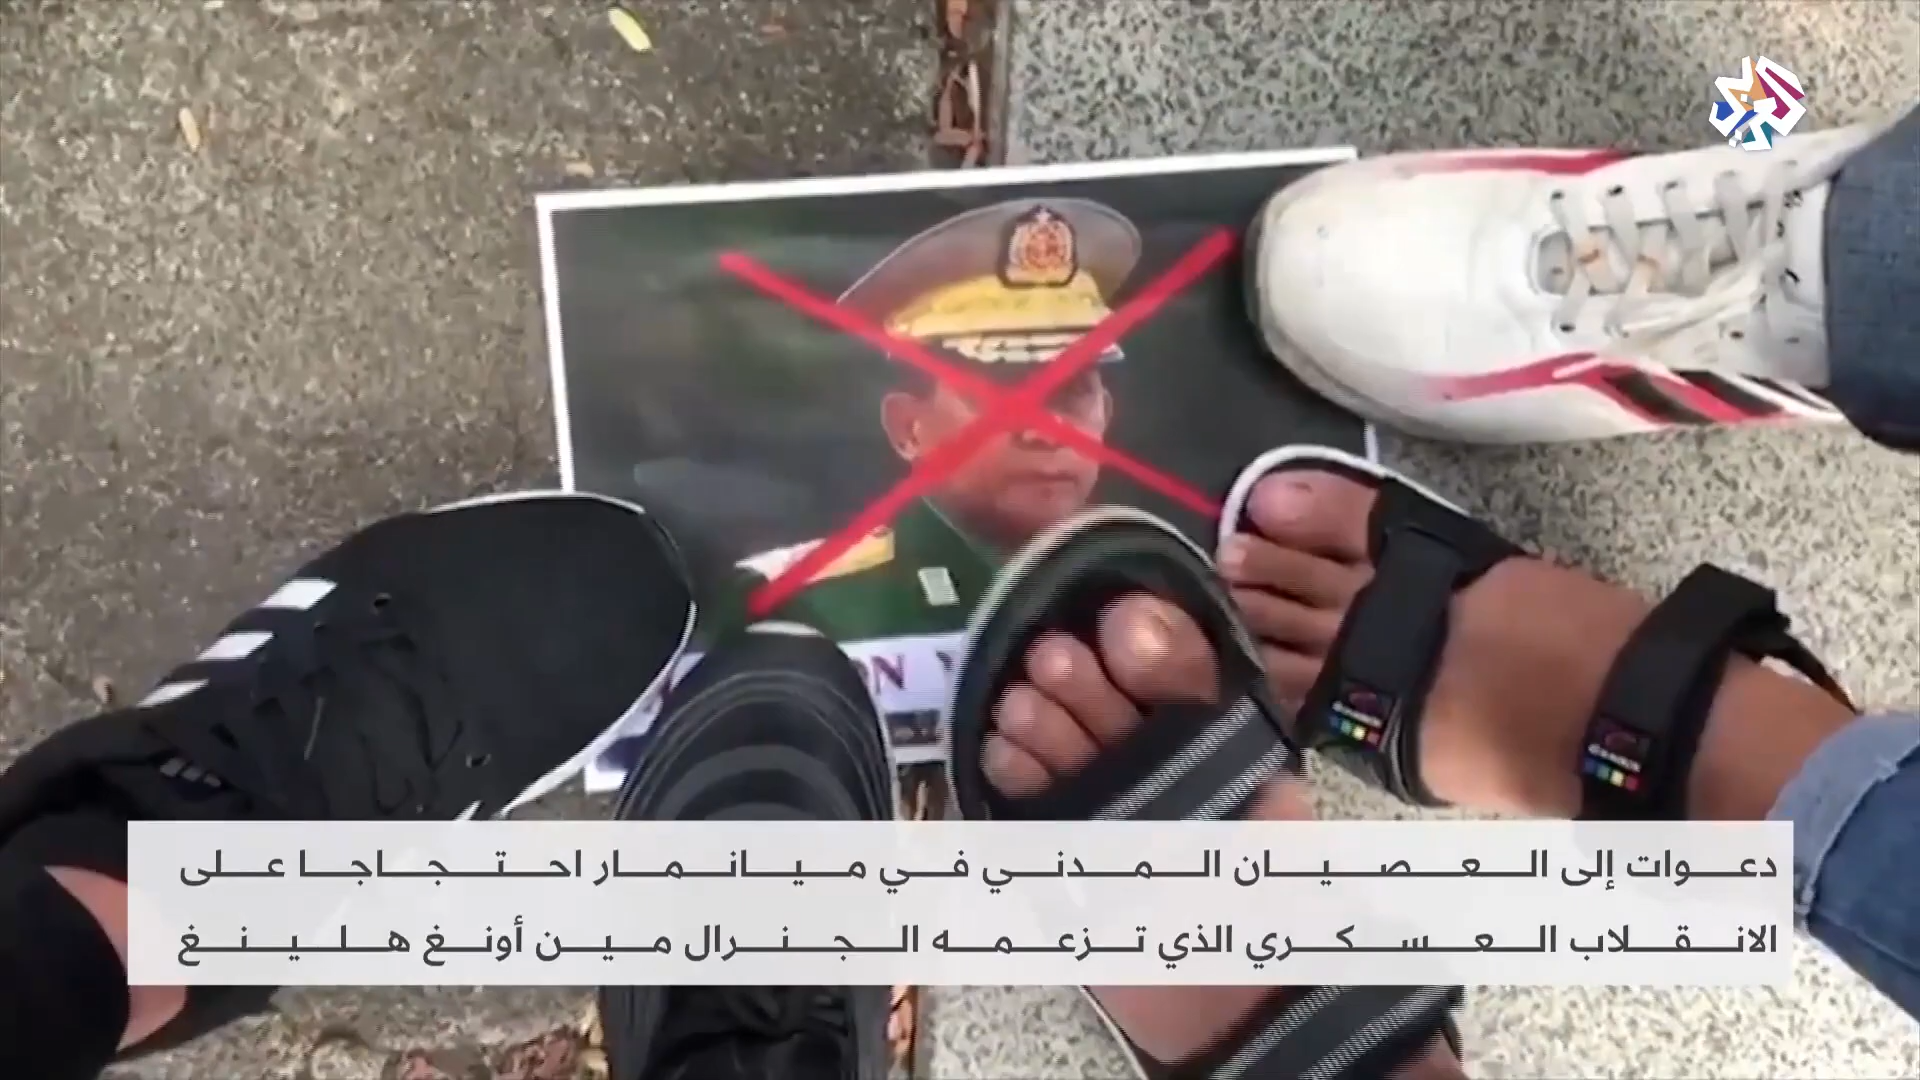 دعوات إلى العصيان المدني في ميانمار احتجاجا على
الانقلاب العسكري الذي تزعمه الجنرال مين أونغ هلينغ